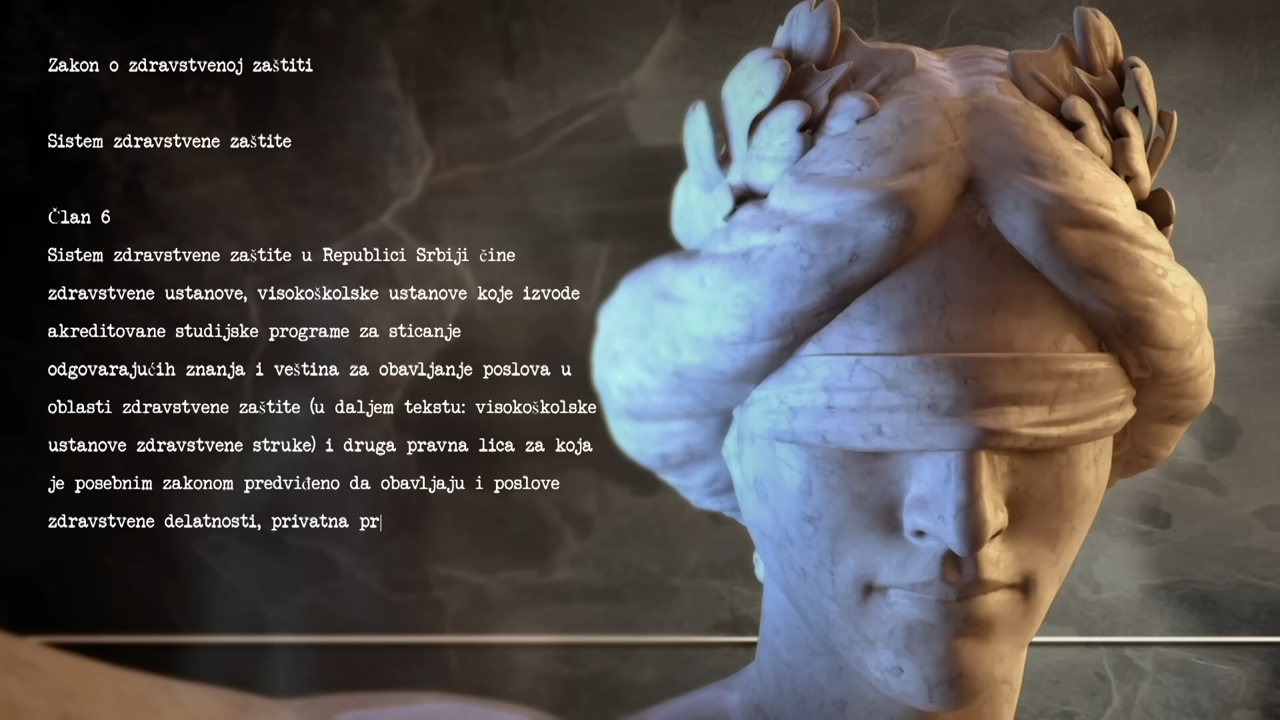 Zakon o zdravstvenoj zaštiti
Sistem zdravstvene zaštite
Član 6
Sistem zdravstvene zaštite u Republici Srbiji čine
zdravstvene ustanove, visokoškolske ustanove koje izvode
akreditovane studijske programe za sticanje
odgovarajućih znanja i veština za obavljanje poslova u
oblasti zdravstvene zaštite (u daljem tekstu: visokoškolske
ustanove zdravstvene struke) i druga pravna lica za koja
je posebnim zakonom predviđeno da obavljaju i poslove
zdravstvene delatnosti, privatna pr